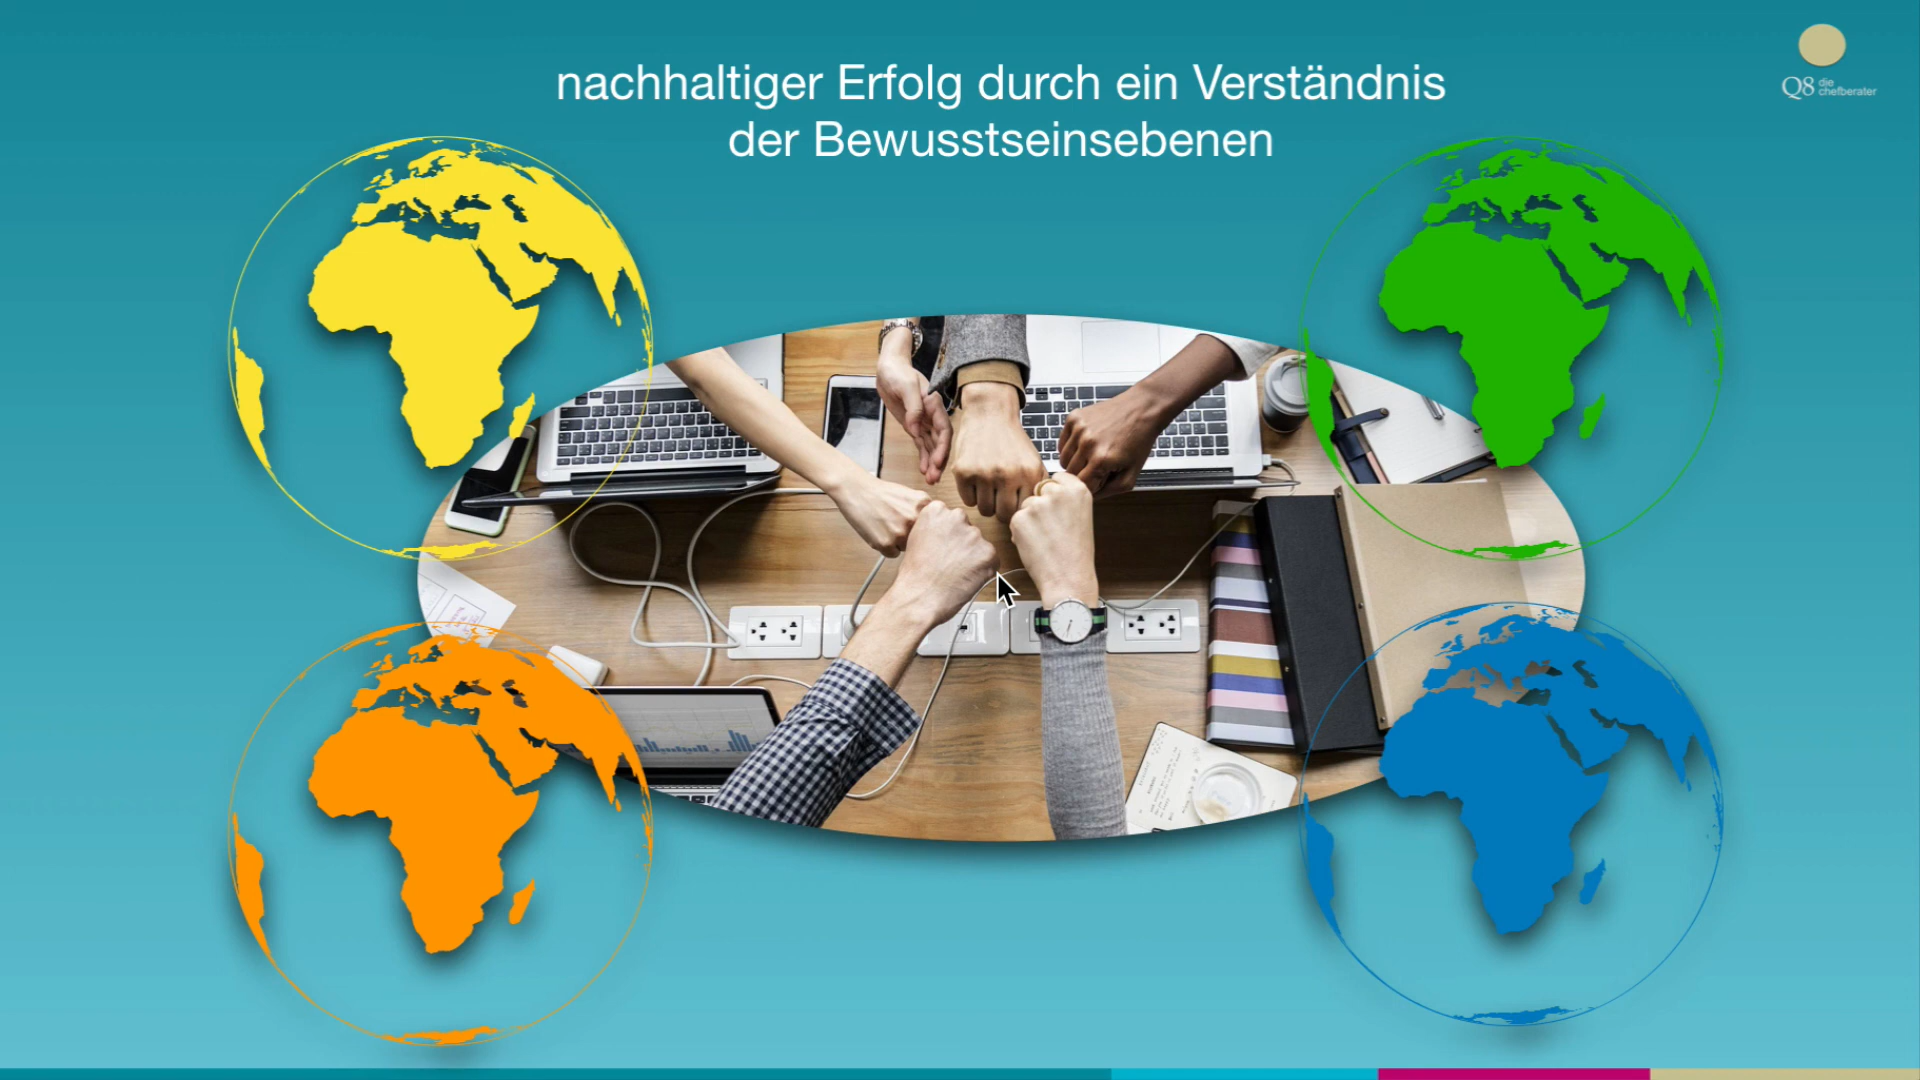 nachhaltiger Erfolg durch ein Verständnis
der Bewusstseinsebenen
Q8 die
chefberater